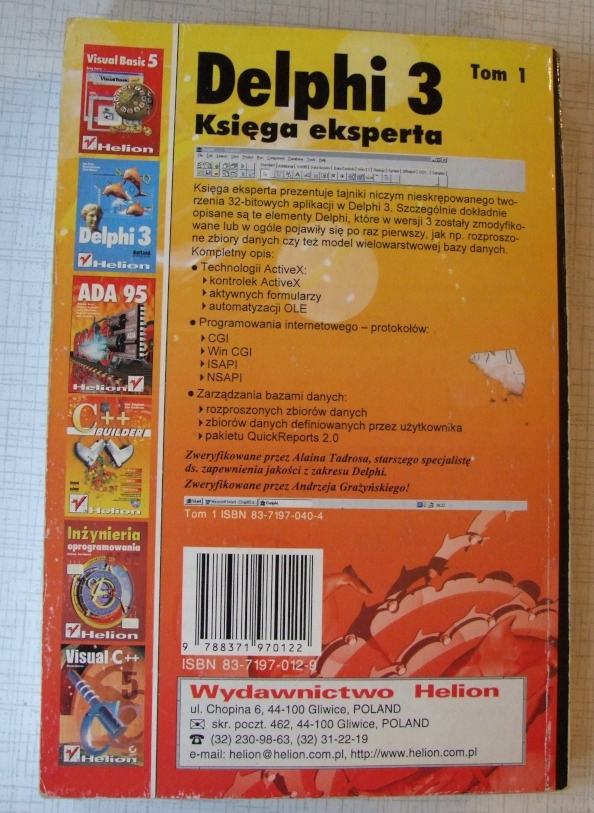 Visual Basic 5
Helion
Delphi 3
Helion
ADA 95
Helion
C++
BUILDER
Helion
Inżynieria
oprogramowania
Helion
Visual C++
5
Helion
Delphi 3 Tom 1
Księga eksperta
Księga eksperta prezentuje tajniki niczym nieskrępowanego two-
rzenia 32-bitowych aplikacji w Delphi 3. Szczególnie dokładnie
opisane są te elementy Delphi, które w wersji 3 zostały zmodyfiko-
wane lub w ogóle pojawiły się po raz pierwszy, jak np. rozproszo-
ne zbiory danych czy też model wielowarstwowej bazy danych.
Kompletny opis:
● Technologii ActiveX:
kontrolek ActiveX
aktywnych formularzy
automatyzacji OLE
● Programowania internetowego – protokołów:
CGI
Win CGI
ISAPI
NSAPI
● Zarządzania bazami danych:
rozproszonych zbiorów danych
zbiorów danych definiowanych przez użytkownika
pakietu QuickReports 2.0
Zweryfikowane przez Alaina Tadrosa, starszego specjalistę
ds. zapewnienia jakości z zakresu Delphi.
Zweryfikowane przez Andrzeja Grażyńskiego!
Start Delphi
Tom 1 ISBN 83-7197-040-4
9 788371 970122
ISBN 83-7197-012-9
Wydawnictwo Helion
ul. Chopina 6, 44-100 Gliwice, POLAND
✉ skr. poczt. 462, 44-100 Gliwice, POLAND
☎ (32) 230-98-63, (32) 31-22-19
e-mail: helion@helion.com.pl, http://www.helion.com.pl